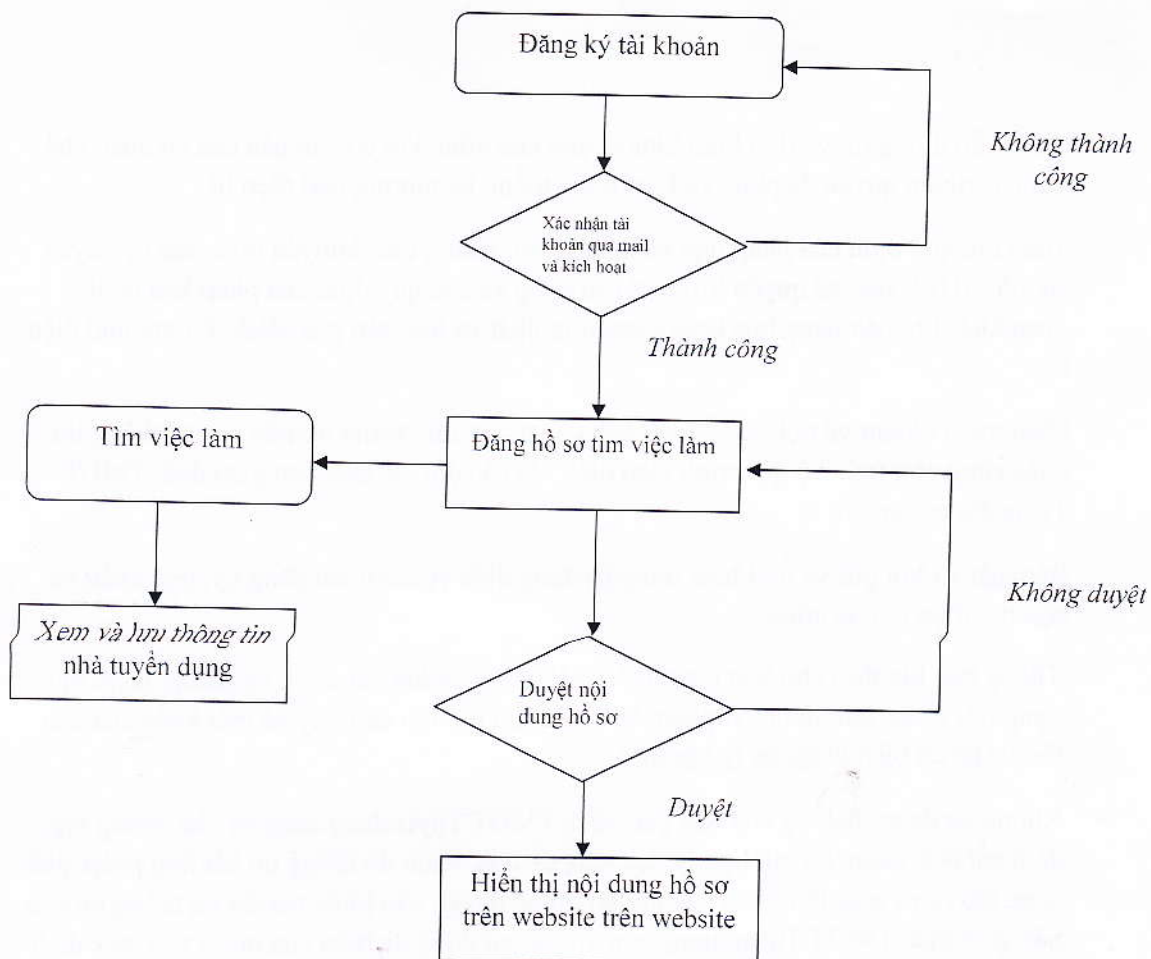 Đăng ký tài khoản
Không thành
công
Xác nhận tài
khoản qua mail
và kích hoạt
Thành công
Tìm việc làm
Đăng hồ sơ tìm việc làm
Không duyệt
Xem và lưu thông tin
nhà tuyển dụng
Duyệt nội
dung hồ sơ
Duyệt
Hiển thị nội dung hồ sơ
trên website trên website